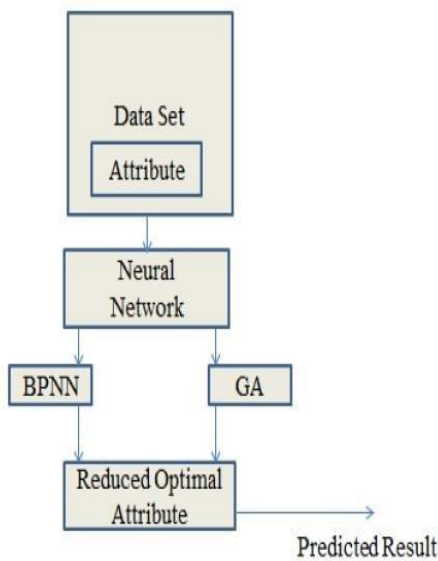 Data Set
Attribute
Neural
Network
BPNN
GA
Reduced Optimal
Attribute
Predicted Result